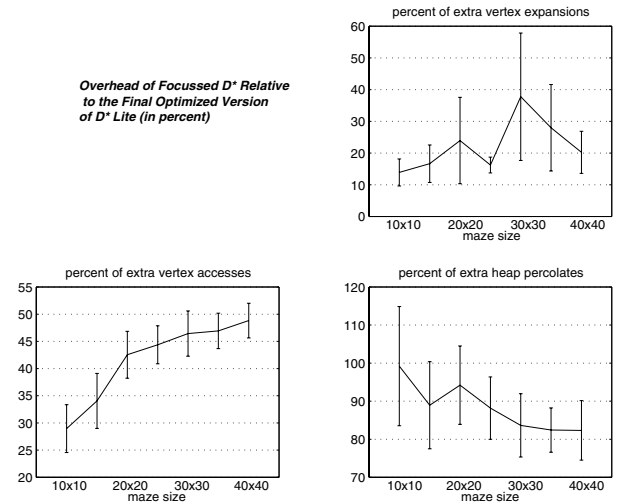 percent of extra vertex expansions
Overhead of Focussed D* Relative
to the Final Optimized Version
of D* Lite (in percent)
60
50
40
30
20
10
0
10x10 20x20 30x30 40x40
maze size
percent of extra vertex accesses
55
50
45
40
35
30
25
20
10x10 20x20 30x30 40x40
maze size
percent of extra heap percolates
120
110
100
90
80
70
10x10 20x20 30x30 40x40
maze size